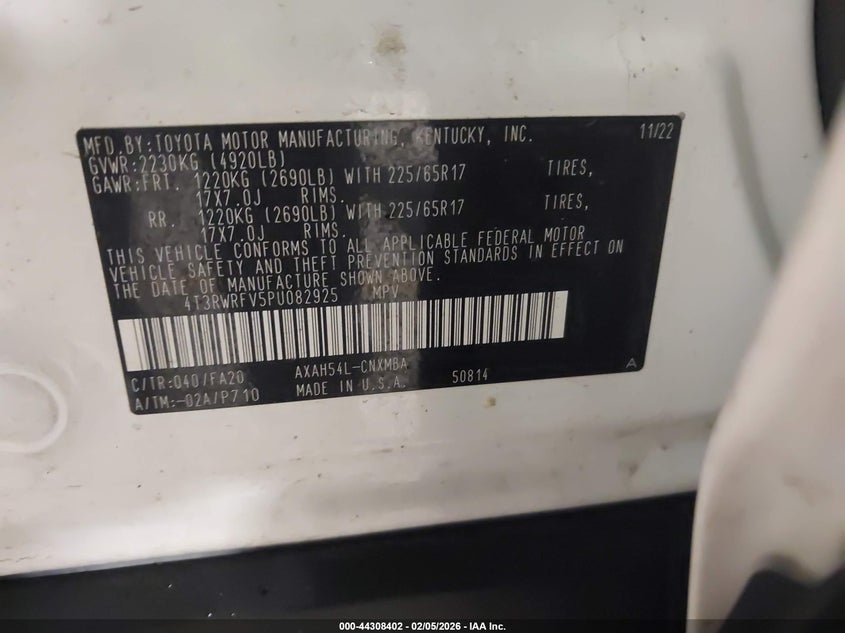 MFD.BY:TOYOTA MOTOR MANUFACTURING, KENTUCKY, INC. 11/22
GVWR:2230KG (4920LB)
GAWR:FRT. 1220KG (2690LB) WITH 225/65R17 TIRES,
17X7.0J RIMS.
RR. 1220KG (2690LB) WITH 225/65R17 TIRES,
17X7.0J RIMS.
THIS VEHICLE CONFORMS TO ALL APPLICABLE FEDERAL MOTOR
VEHICLE SAFETY AND THEFT PREVENTION STANDARDS IN EFFECT ON
THE DATE OF MANUFACTURE SHOWN ABOVE.
4T3RWRFV5PU082925 MPV
C/TR:040/FA20 AXAH54L-CNXMBA 50814 A
A/TM:-02A/P710 MADE IN U.S.A.
000-44308402 - 02/05/2026 - IAA Inc.